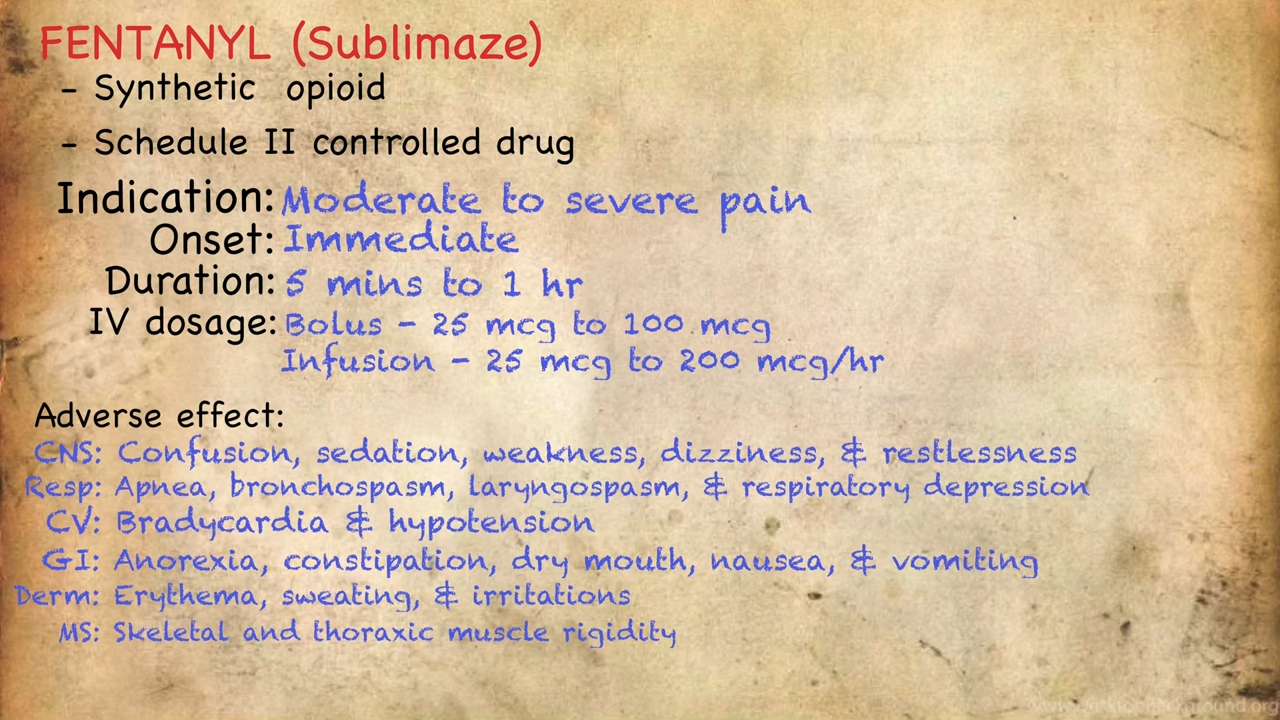 FENTANYL (Sublimaze)
- Synthetic opioid
- Schedule II controlled drug
Indication: Moderate to severe pain
Onset: Immediate
Duration: 5 mins to 1 hr
IV dosage: Bolus - 25 mcg to 100 mcg
Infusion - 25 mcg to 200 mcg/hr
Adverse effect:
CNS: Confusion, sedation, weakness, dizziness, & restlessness
Resp: Apnea, bronchospasm, laryngospasm, & respiratory depression
CV: Bradycardia & hypotension
GI: Anorexia, constipation, dry mouth, nausea, & vomiting
Derm: Erythema, sweating, & irritations
MS: Skeletal and thoraxic muscle rigidity